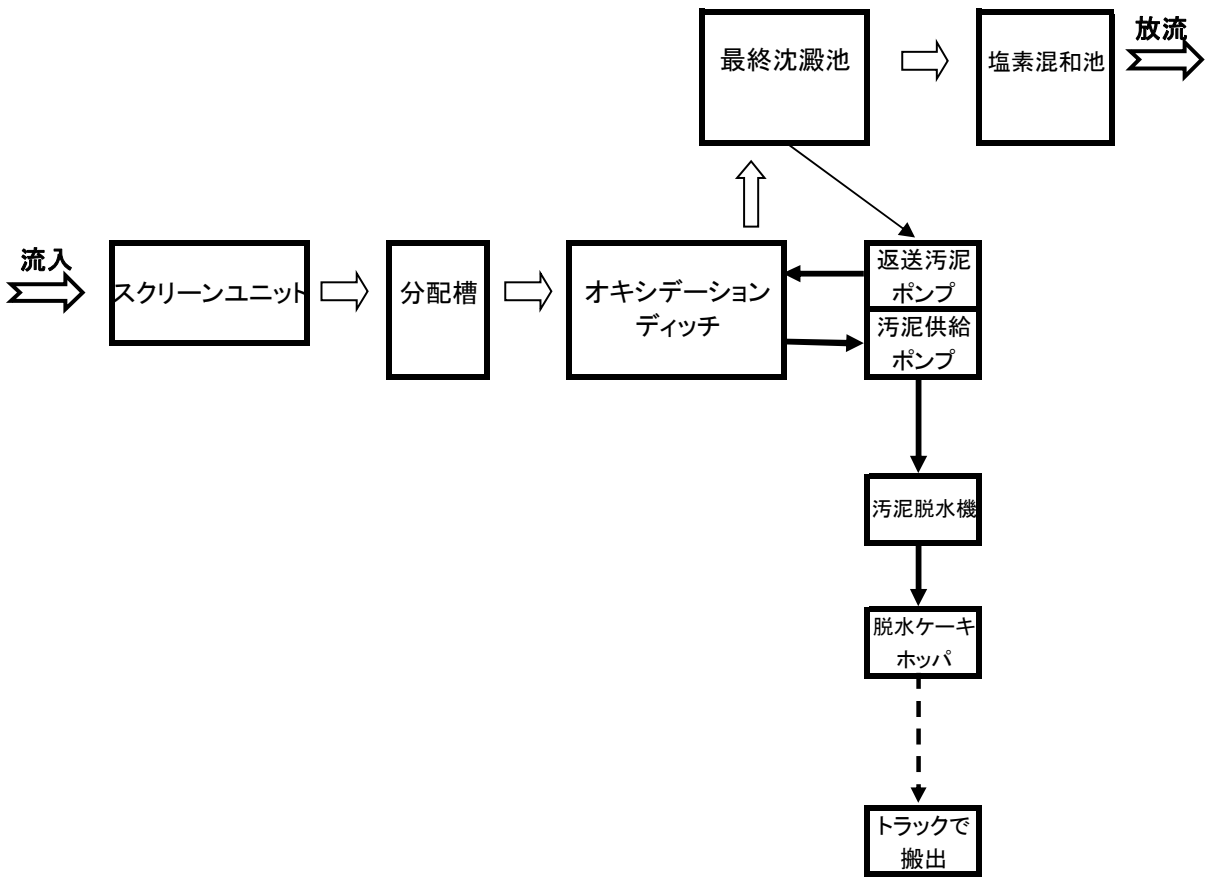 放流
最終沈澱池
塩素混和池
流入
スクリーンユニット
分配槽
オキシデーション
ディッチ
返送汚泥
ポンプ
汚泥供給
ポンプ
汚泥脱水機
脱水ケーキ
ホッパ
トラックで
搬出